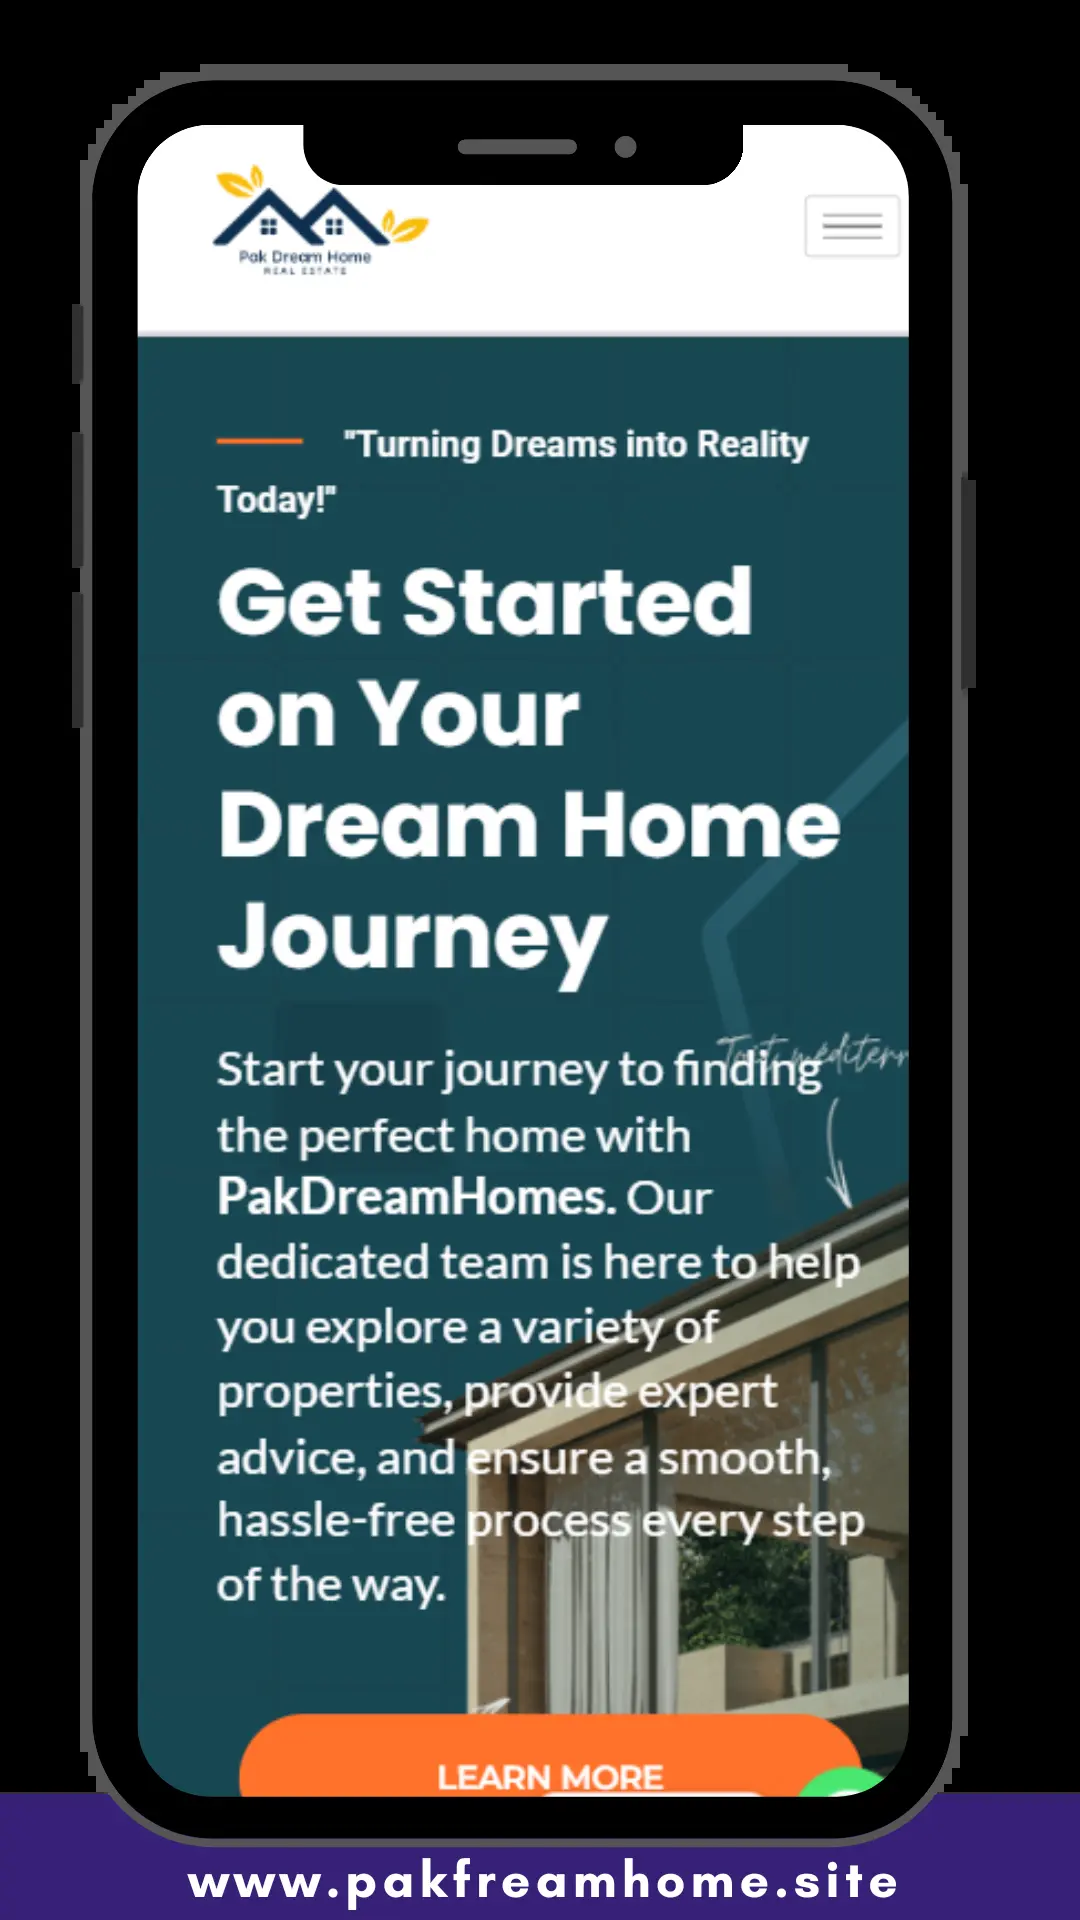 Pak Dream Home
REAL ESTATE
"Turning Dreams into Reality
Today!"
Get Started
on Your
Dream Home
Journey
Start your journey to finding
the perfect home with
PakDreamHomes. Our
dedicated team is here to help
you explore a variety of
properties, provide expert
advice, and ensure a smooth,
hassle-free process every step
of the way.
LEARN MORE
www.pakfreamhome.site